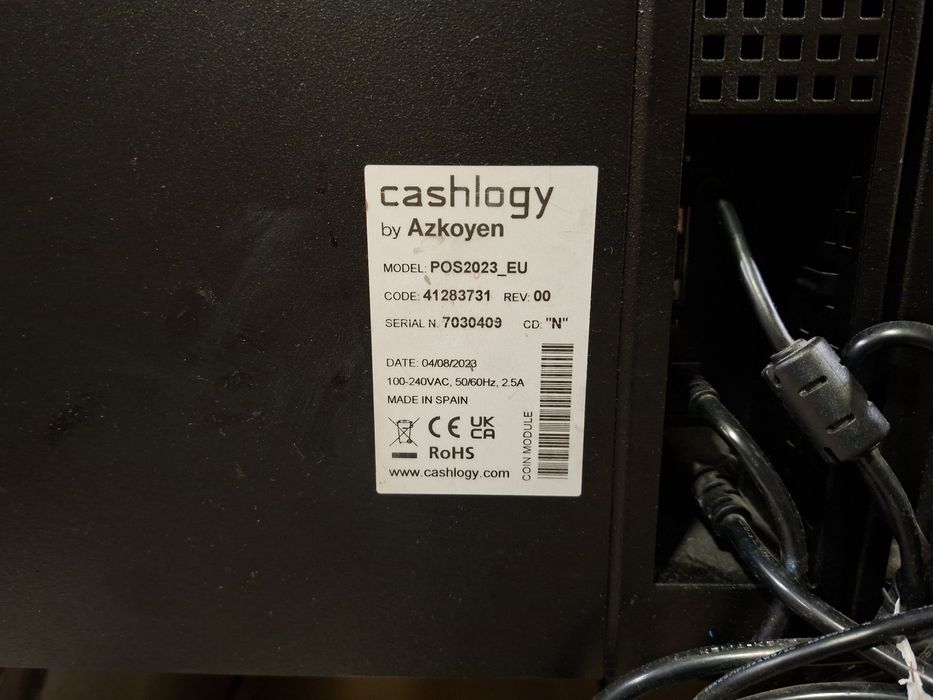 cashlogy
by Azkoyen
MODEL: POS2023_EU
CODE: 41283731 REV: 00
SERIAL N. 7030409 CD: "N"
DATE: 04/08/2023
100-240VAC, 50/60Hz, 2.5A
MADE IN SPAIN
CE UK CA
RoHS
www.cashlogy.com
COIN MODULE